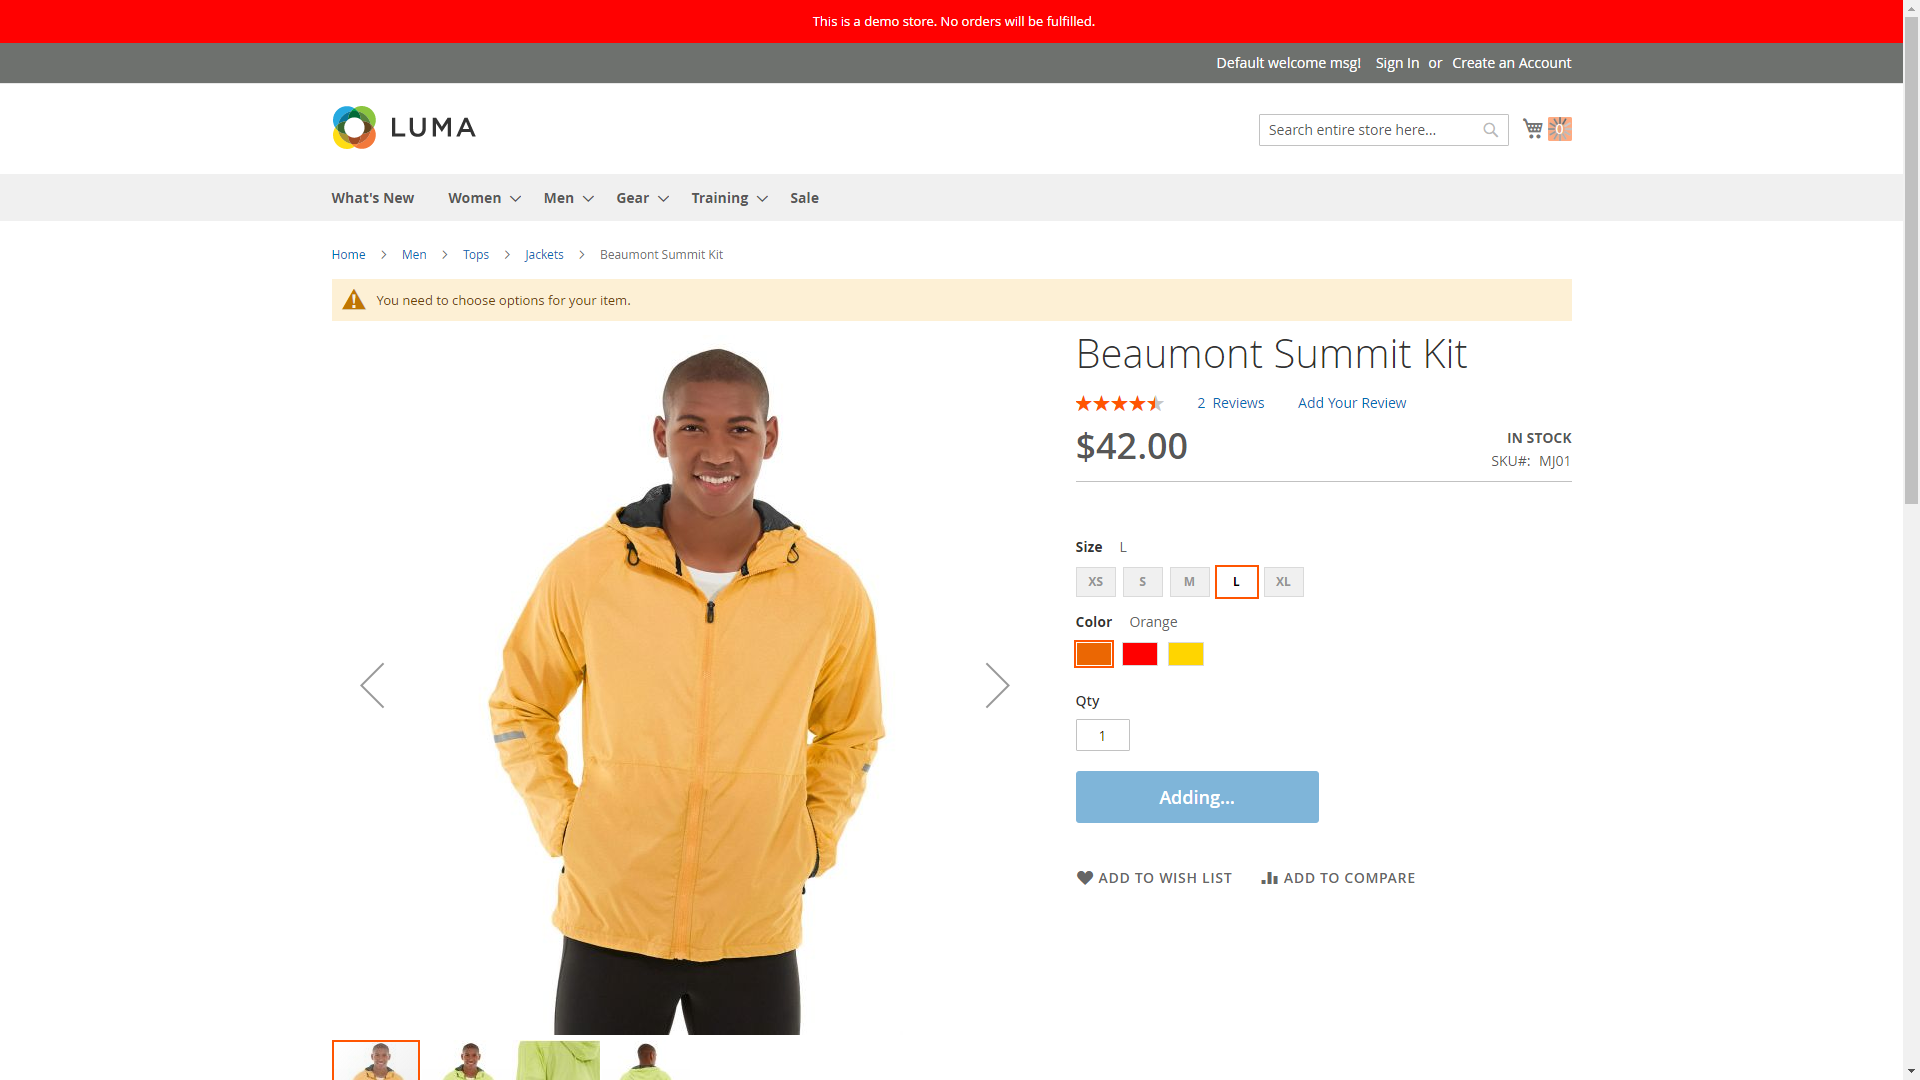 This is a demo store. No orders will be fulfilled.
Default welcome msg! Sign In or Create an Account
LUMA
Search entire store here...
0
What's New Women Men Gear Training Sale
Home Men Tops Jackets Beaumont Summit Kit
You need to choose options for your item.
Beaumont Summit Kit
2 Reviews Add Your Review
$42.00
IN STOCK
SKU#: MJ01
Size L
XS S M L XL
Color Orange
Qty
1
Adding...
ADD TO WISH LIST ADD TO COMPARE